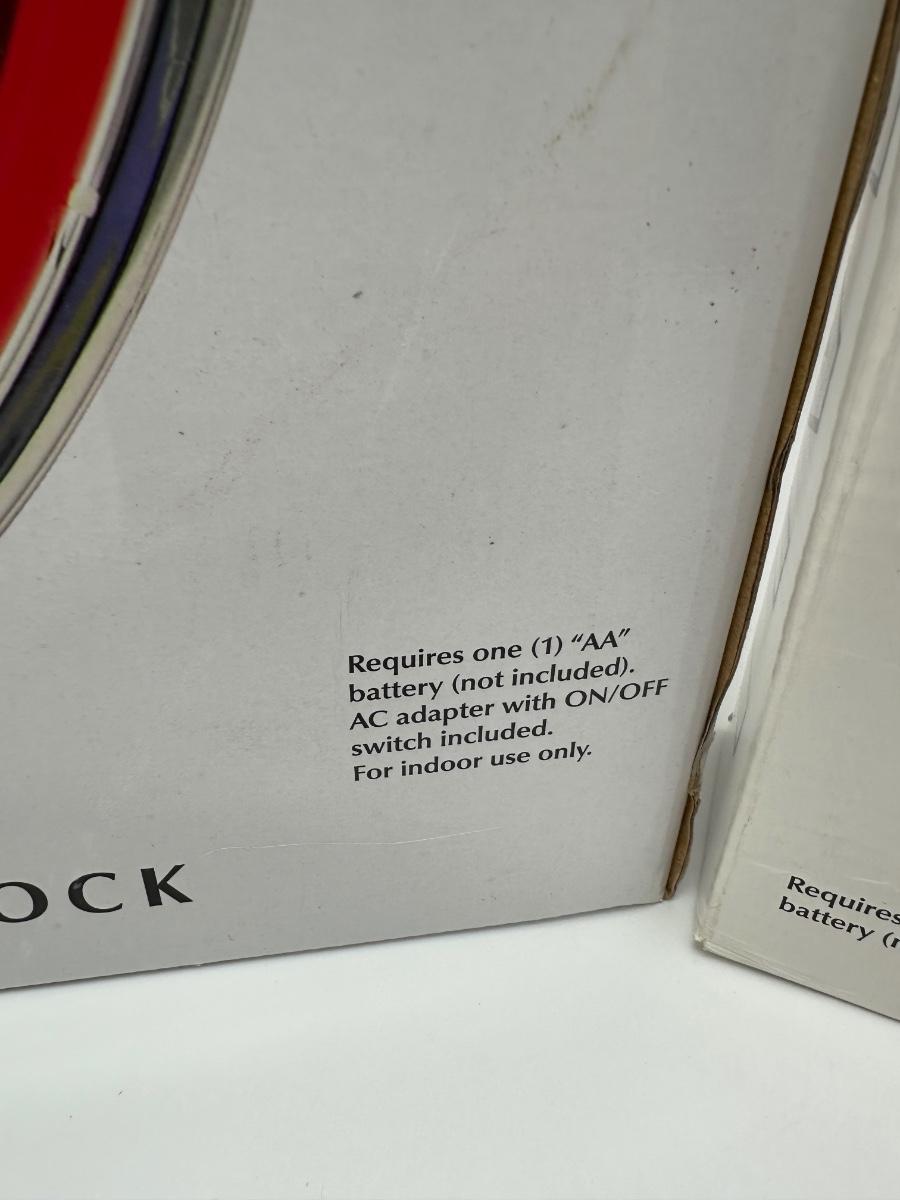 Requires one (1) “AA”
battery (not included).
AC adapter with ON/OFF
switch included.
For indoor use only.
OCK
Requires
battery (